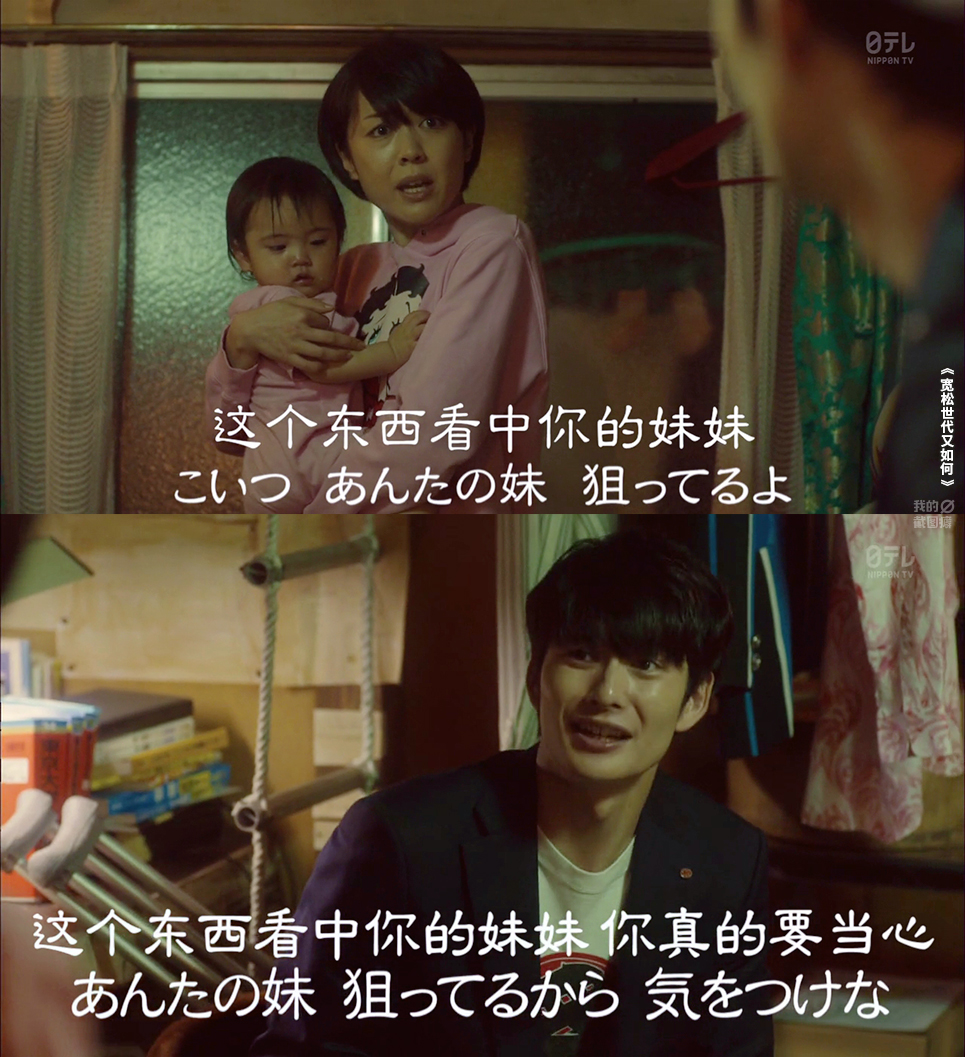 日テレ
NIPPON TV
这个东西看中你的妹妹
こいつ あんたの妹 狙ってるよ
《宽松世代又如何》
我的
藏图癖
日テレ
NIPPON TV
東京大
这个东西看中你的妹妹 你真的要当心
あんたの妹 狙ってるから 気をつけな